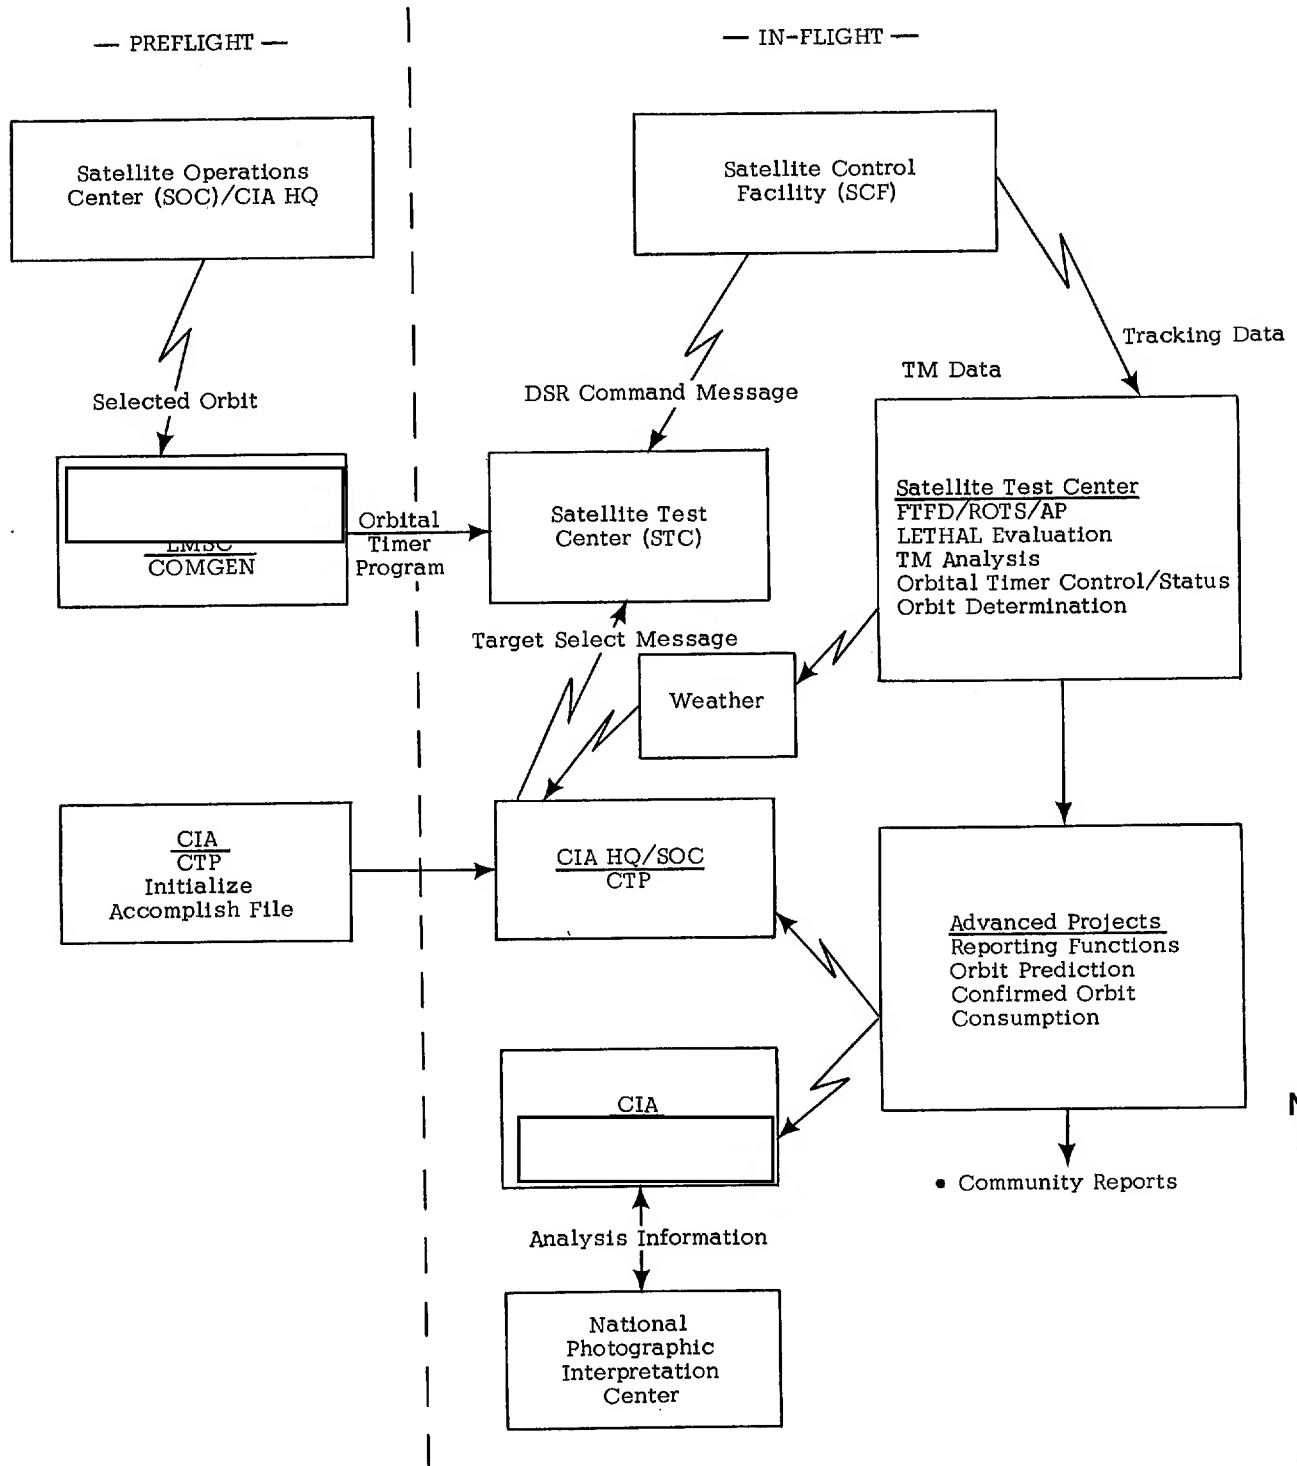 — PREFLIGHT —
— IN-FLIGHT —
Satellite Operations
Center (SOC)/CIA HQ
Satellite Control
Facility (SCF)
Tracking Data
TM Data
Selected Orbit
DSR Command Message
LMSC
COMGEN
Orbital
Timer
Program
Satellite Test
Center (STC)
Satellite Test Center
FTFD/ROTS/AP
LETHAL Evaluation
TM Analysis
Orbital Timer Control/Status
Orbit Determination
Target Select Message
Weather
CIA
CTP
Initialize
Accomplish File
CIA HQ/SOC
CTP
Advanced Projects
Reporting Functions
Orbit Prediction
Confirmed Orbit
Consumption
CIA
• Community Reports
Analysis Information
National
Photographic
Interpretation
Center